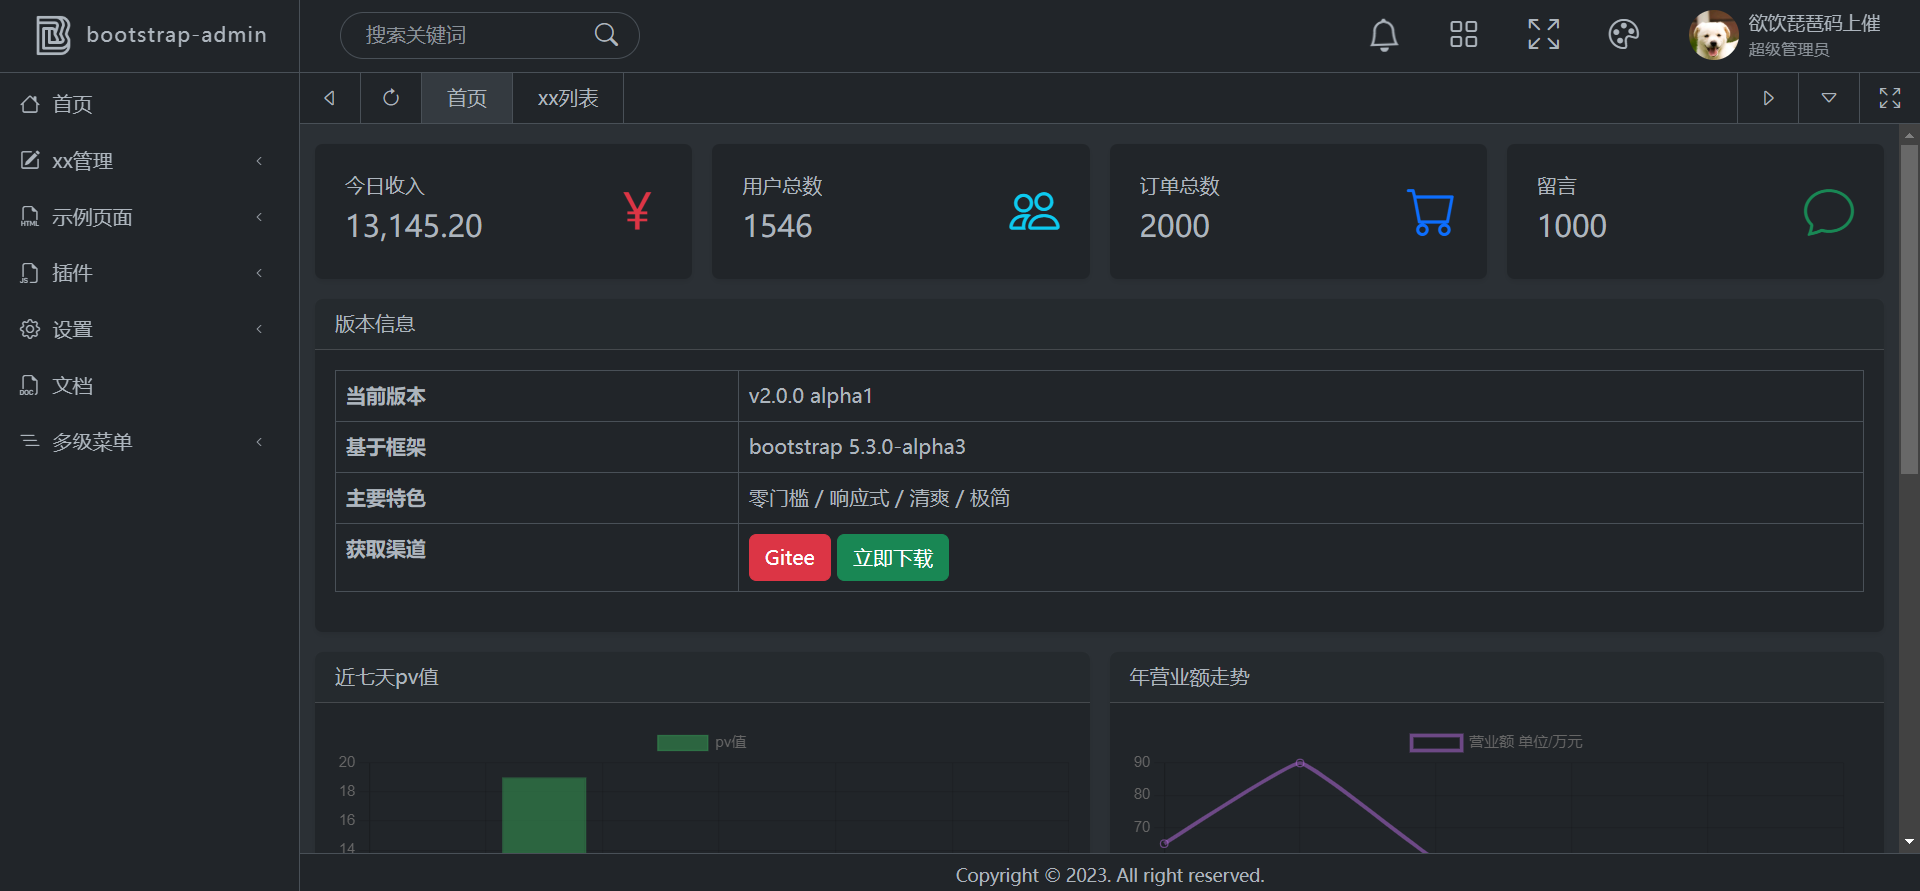 bootstrap-admin
搜索关键词
欲饮琵琶码上催
超级管理员
首页
xx管理
示例页面
插件
设置
文档
多级菜单
首页
xx列表
今日收入
13,145.20
用户总数
1546
订单总数
2000
留言
1000
版本信息
当前版本 v2.0.0 alpha1
基于框架 bootstrap 5.3.0-alpha3
主要特色 零门槛 / 响应式 / 清爽 / 极简
获取渠道 Gitee 立即下载
近七天pv值
pv值
20
18
16
14
年营业额走势
营业额 单位/万元
90
80
70
Copyright © 2023. All right reserved.